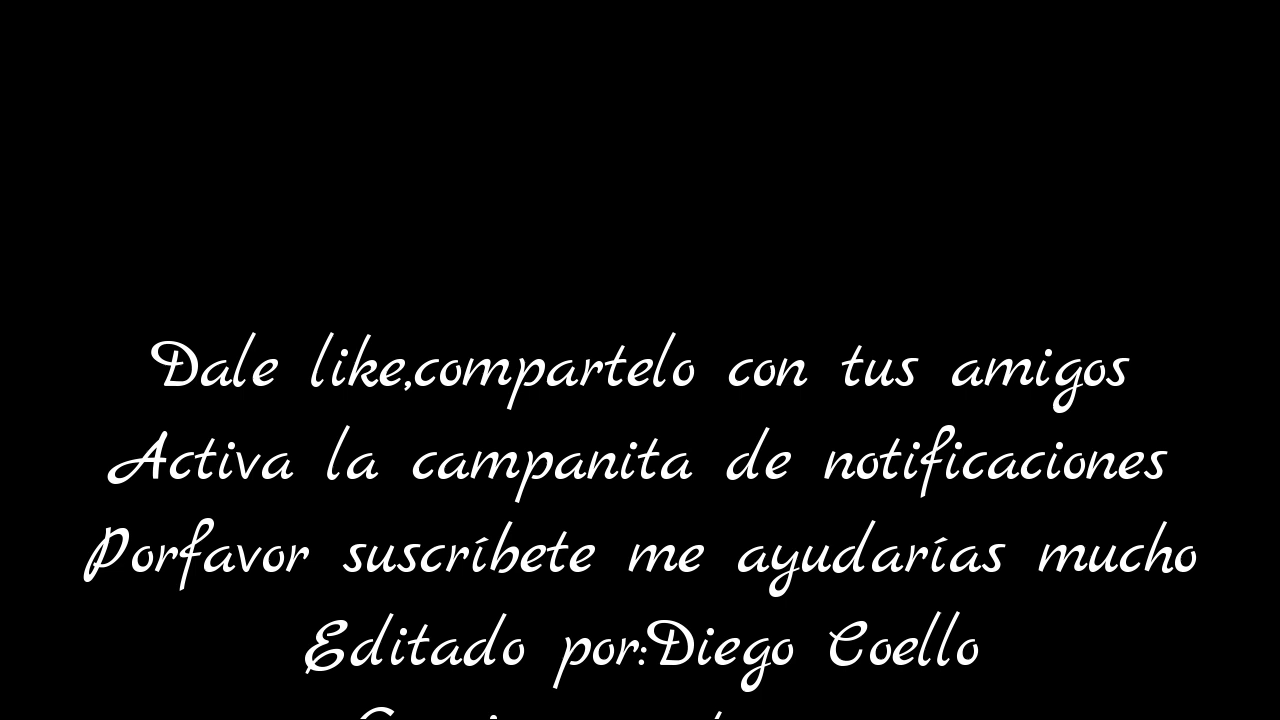 Dale like,compartelo con tus amigos
Activa la campanita de notificaciones
Porfavor suscríbete me ayudarías mucho
Editado por:Diego Coello